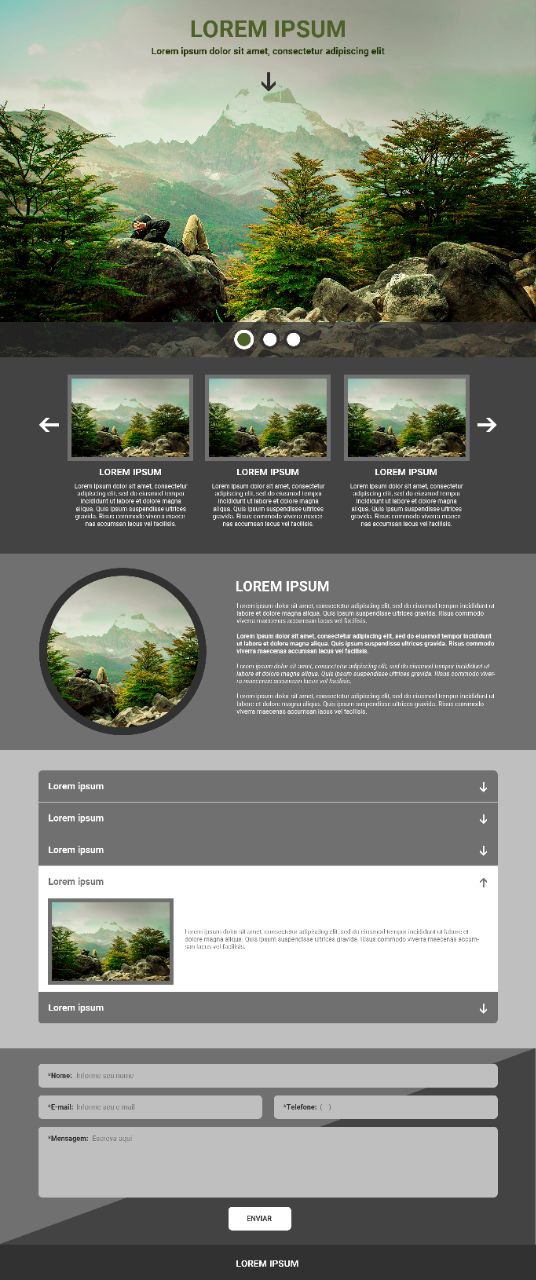 LOREM IPSUM
Lorem ipsum dolor sit amet, consectetur adipiscing elit
LOREM IPSUM
Lorem ipsum dolor sit amet, consectetur
adipiscing elit, sed do eiusmod tempor
incididunt ut labore et dolore magna
aliqua. Quis ipsum suspendisse ultrices
gravida. Risus commodo viverra maece-
nas accumsan lacus vel facilisis.
LOREM IPSUM
Lorem ipsum dolor sit amet, consectetur
adipiscing elit, sed do eiusmod tempor
incididunt ut labore et dolore magna
aliqua. Quis ipsum suspendisse ultrices
gravida. Risus commodo viverra maece-
nas accumsan lacus vel facilisis.
LOREM IPSUM
Lorem ipsum dolor sit amet, consectetur
adipiscing elit, sed do eiusmod tempor
incididunt ut labore et dolore magna
aliqua. Quis ipsum suspendisse ultrices
gravida. Risus commodo viverra maece-
nas accumsan lacus vel facilisis.
LOREM IPSUM
Lorem ipsum dolor sit amet, consectetur adipiscing elit, sed do eiusmod tempor incididunt ut
labore et dolore magna aliqua. Quis ipsum suspendisse ultrices gravida. Risus commodo
viverra maecenas accumsan lacus vel facilisis.
Lorem ipsum dolor sit amet, consectetur adipiscing elit, sed do eiusmod tempor incididunt
ut labore et dolore magna aliqua. Quis ipsum suspendisse ultrices gravida. Risus commodo
viverra maecenas accumsan lacus vel facilisis.
Lorem ipsum dolor sit amet, consectetur adipiscing elit, sed do eiusmod tempor incididunt ut
labore et dolore magna aliqua. Quis ipsum suspendisse ultrices gravida. Risus commodo viver-
ra maecenas accumsan lacus vel facilisis.
Lorem ipsum dolor sit amet, consectetur adipiscing elit, sed do eiusmod tempor incididunt ut
labore et dolore magna aliqua. Quis ipsum suspendisse ultrices gravida. Risus commodo
viverra maecenas accumsan lacus vel facilisis.
Lorem ipsum
Lorem ipsum
Lorem ipsum
Lorem ipsum
Lorem ipsum dolor sit amet, consectetur adipiscing elit, sed do eiusmod tempor incididunt ut labore et
dolore magna aliqua. Quis ipsum suspendisse ultrices gravida. Risus commodo viverra maecenas accum-
san lacus vel facilisis.
Lorem ipsum
*Nome: Informe seu nome
*E-mail: Informe seu e-mail
*Telefone: ( )
*Mensagem: Escreva aqui
ENVIAR
LOREM IPSUM